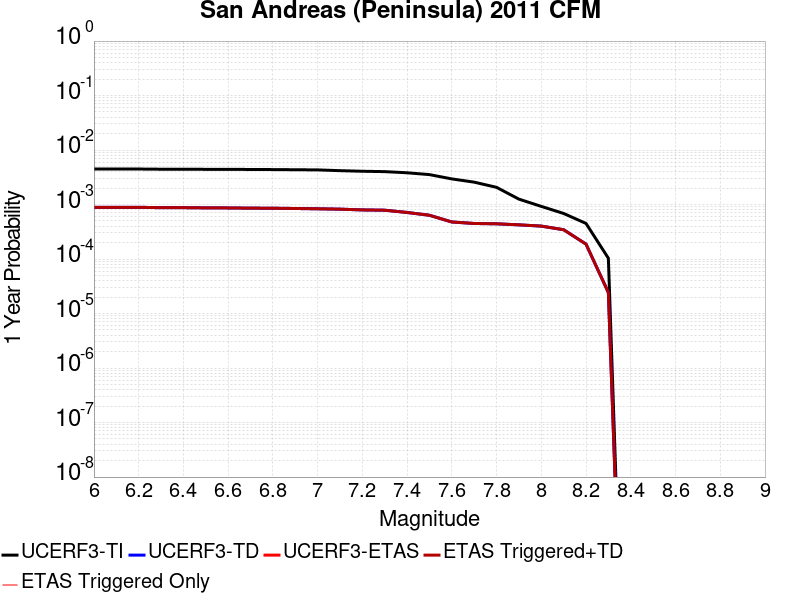 San Andreas (Peninsula) 2011 CFM
10^0
10^-1
10^-2
10^-3
10^-4
10^-5
10^-6
10^-7
10^-8
1 Year Probability
6 6.2 6.4 6.6 6.8 7 7.2 7.4 7.6 7.8 8 8.2 8.4 8.6 8.8 9
Magnitude
UCERF3-TI UCERF3-TD UCERF3-ETAS ETAS Triggered+TD
ETAS Triggered Only